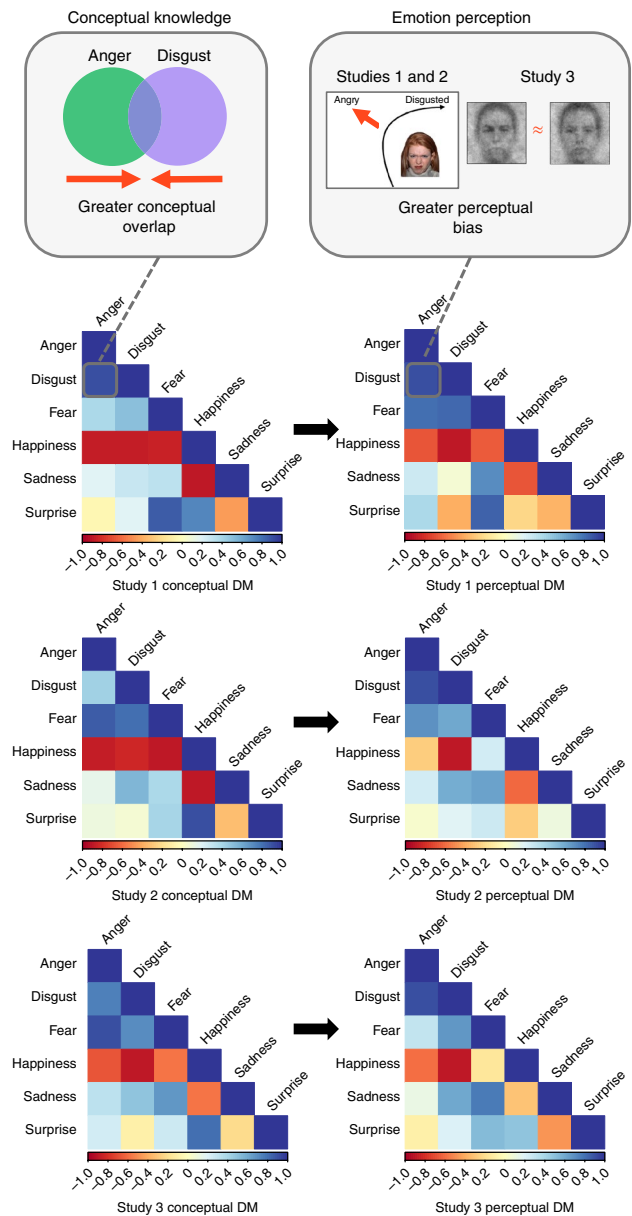 Conceptual knowledge
Emotion perception
Anger
Disgust
Greater conceptual
overlap
Studies 1 and 2
Study 3
Angry
Disgusted
≈
Greater perceptual
bias
Anger
Disgust
Fear
Happiness
Sadness
Surprise
Anger
Disgust
Fear
Happiness
Sadness
Surprise
−1.0
−0.8
−0.6
−0.4
−0.2
0
0.2
0.4
0.6
0.8
1.0
Study 1 conceptual DM
Anger
Disgust
Fear
Happiness
Sadness
Surprise
Anger
Disgust
Fear
Happiness
Sadness
Surprise
−1.0
−0.8
−0.6
−0.4
−0.2
0
0.2
0.4
0.6
0.8
1.0
Study 1 perceptual DM
Anger
Disgust
Fear
Happiness
Sadness
Surprise
Anger
Disgust
Fear
Happiness
Sadness
Surprise
−1.0
−0.8
−0.6
−0.4
−0.2
0
0.2
0.4
0.6
0.8
1.0
Study 2 conceptual DM
Anger
Disgust
Fear
Happiness
Sadness
Surprise
Anger
Disgust
Fear
Happiness
Sadness
Surprise
−1.0
−0.8
−0.6
−0.4
−0.2
0
0.2
0.4
0.6
0.8
1.0
Study 2 perceptual DM
Anger
Disgust
Fear
Happiness
Sadness
Surprise
Anger
Disgust
Fear
Happiness
Sadness
Surprise
−1.0
−0.8
−0.6
−0.4
−0.2
0
0.2
0.4
0.6
0.8
1.0
Study 3 conceptual DM
Anger
Disgust
Fear
Happiness
Sadness
Surprise
Anger
Disgust
Fear
Happiness
Sadness
Surprise
−1.0
−0.8
−0.6
−0.4
−0.2
0
0.2
0.4
0.6
0.8
1.0
Study 3 perceptual DM